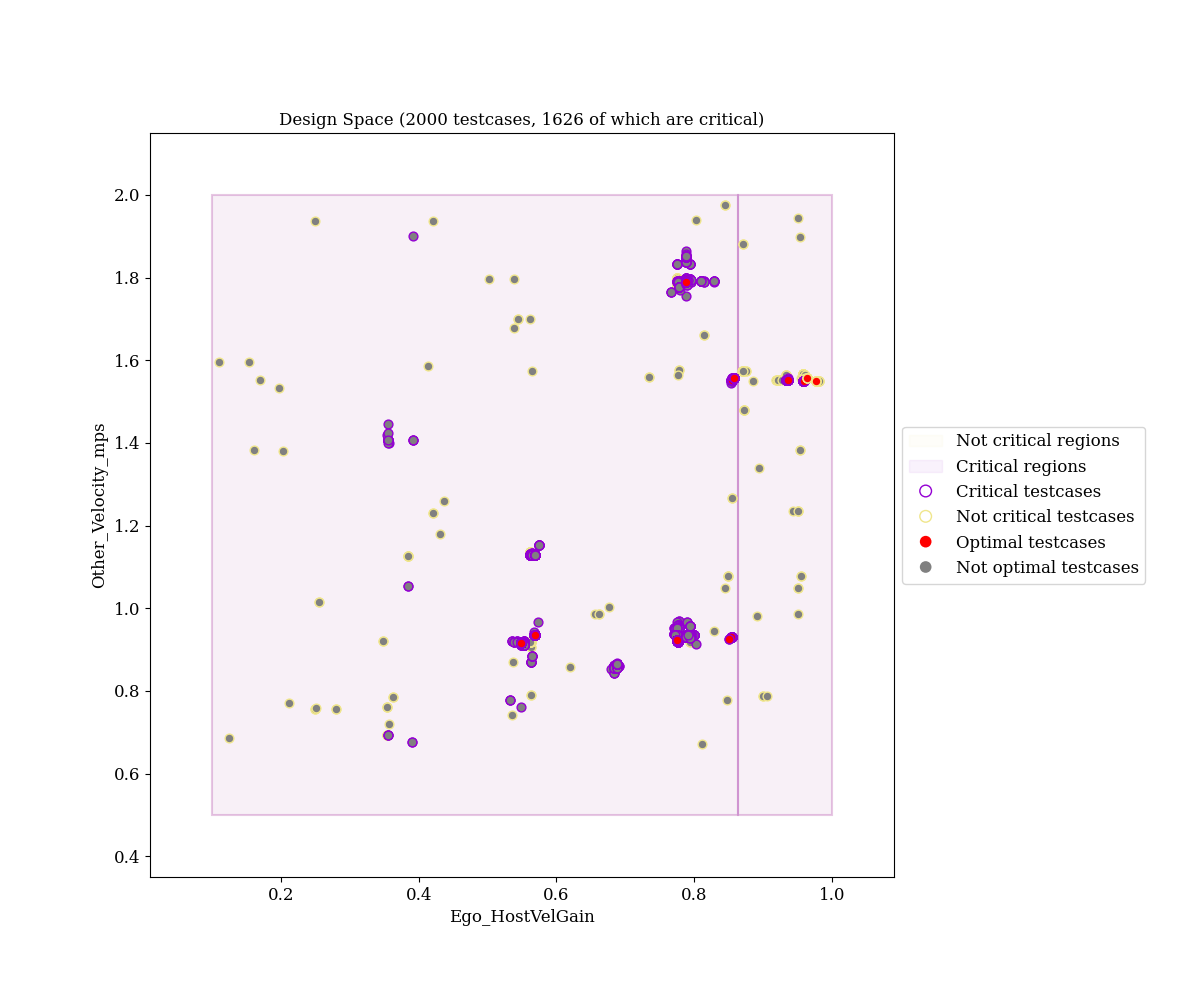 Design Space (2000 testcases, 1626 of which are critical)
2.0
1.8
1.6
1.4
1.2
1.0
0.8
0.6
0.4
Other_Velocity_mps
0.2
0.4
0.6
0.8
1.0
Ego_HostVelGain
Not critical regions
Critical regions
Critical testcases
Not critical testcases
Optimal testcases
Not optimal testcases